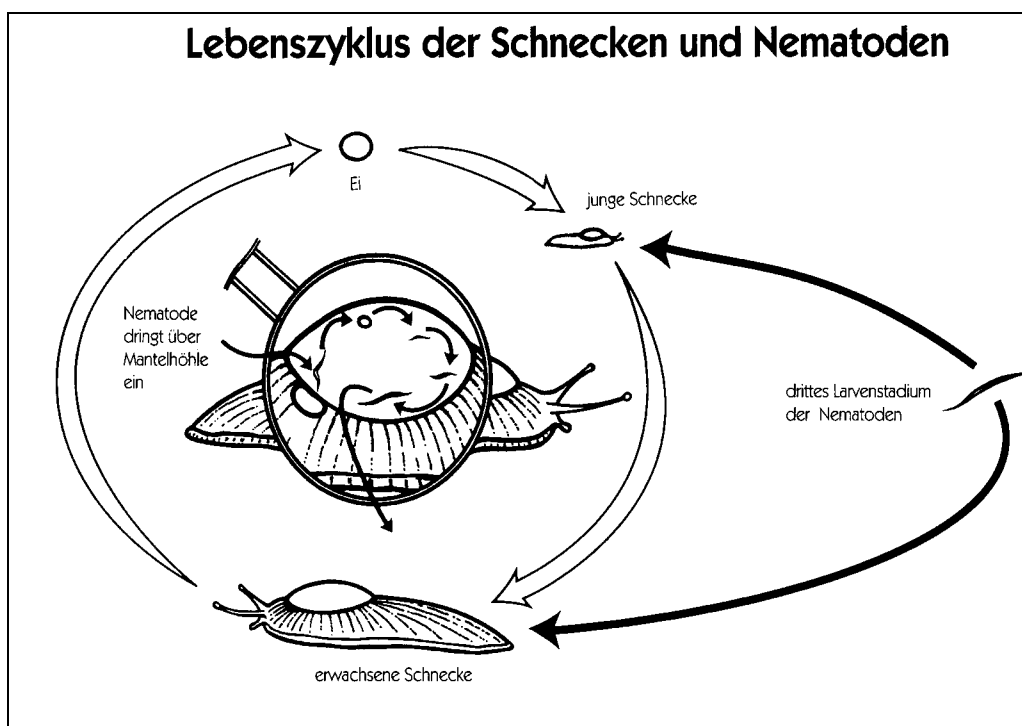 Lebenszyklus der Schnecken und Nematoden
Ei
junge Schnecke
Nematode
dringt über
Mantelhöhle
ein
drittes Larvenstadium
der Nematoden
erwachsene Schnecke